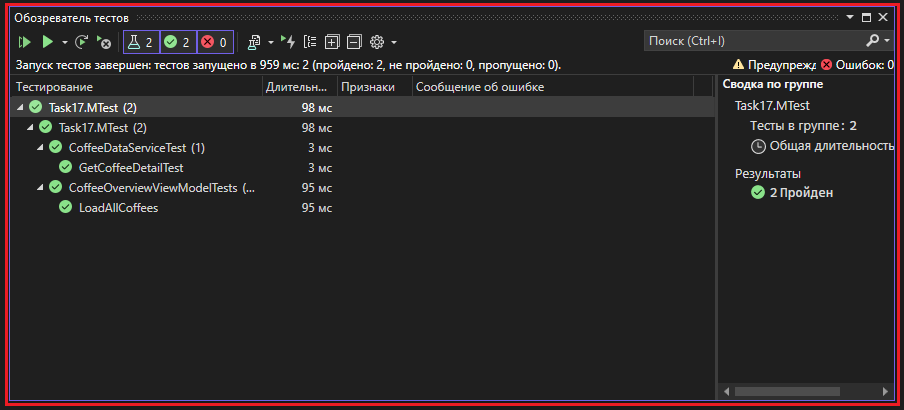 Обозреватель тестов
2 2 0
Поиск (Ctrl+I)
Запуск тестов завершен: тестов запущено в 959 мс: 2 (пройдено: 2, не пройдено: 0, пропущено: 0).
Предупрежд Ошибок: 0
Тестирование Длительн... Признаки Сообщение об ошибке
Task17.MTest (2) 98 мс
Task17.MTest (2) 98 мс
CoffeeDataServiceTest (1) 3 мс
GetCoffeeDetailTest 3 мс
CoffeeOverviewViewModelTests (... 95 мс
LoadAllCoffees 95 мс
Сводка по группе
Task17.MTest
Тесты в группе: 2
Общая длительность
Результаты
2 Пройден